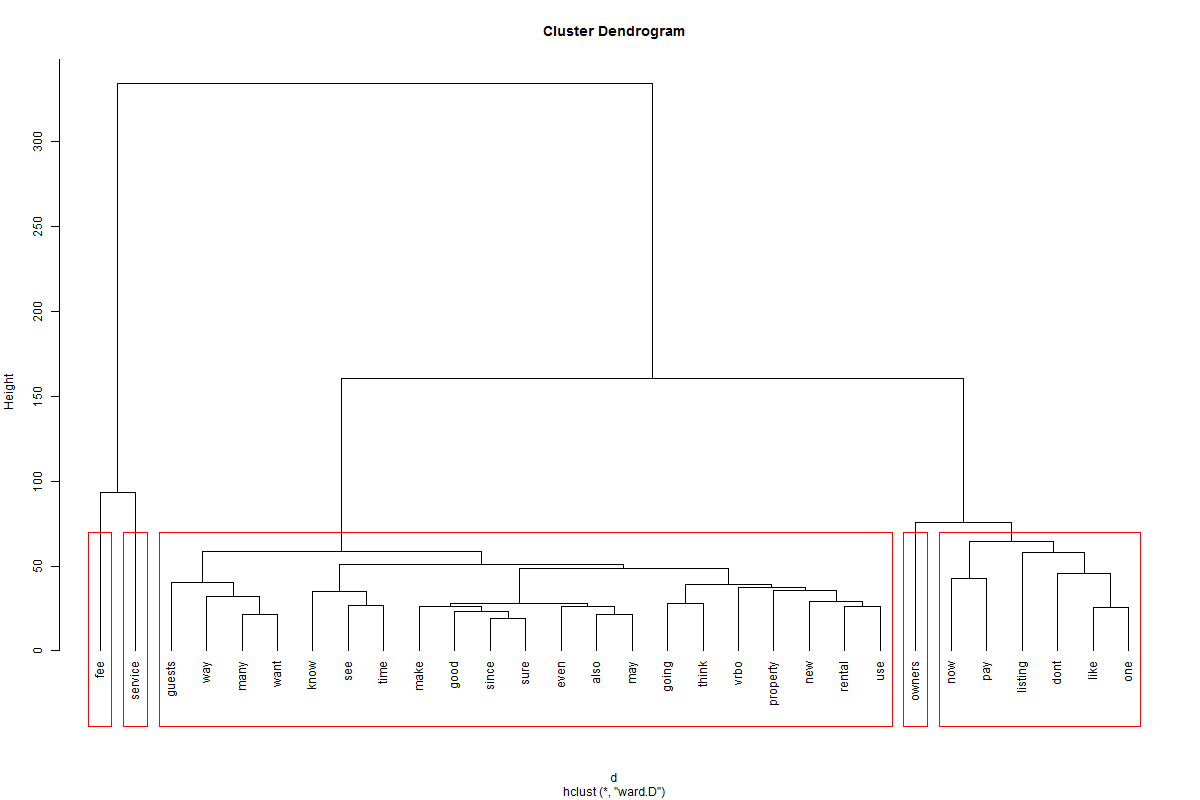 Cluster Dendrogram
Height
300
250
200
150
100
50
0
fee
service
guests
way
many
want
know
see
time
make
good
since
sure
even
also
may
going
think
vrbo
property
new
rental
use
owners
now
pay
listing
dont
like
one
d
hclust (*, "ward.D")